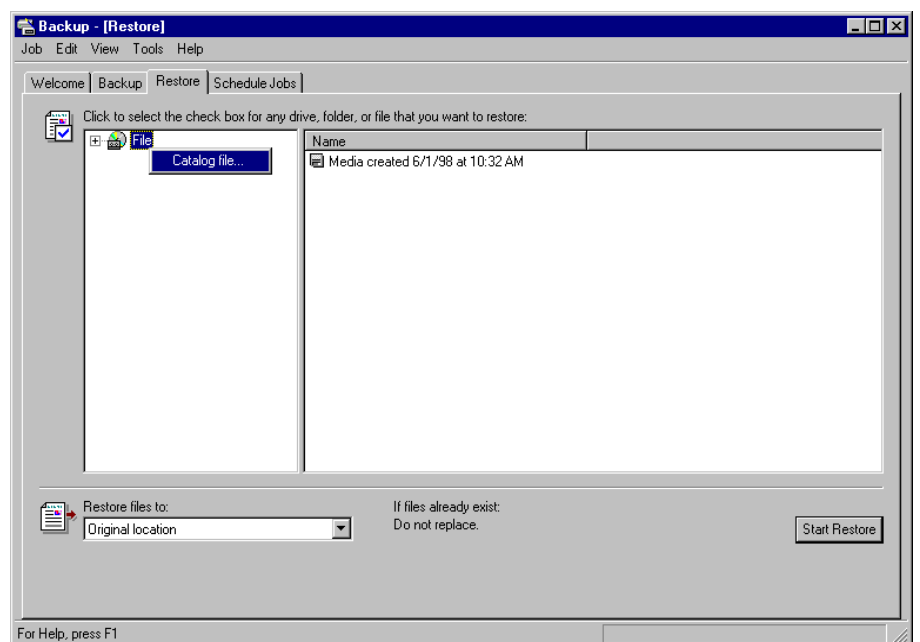 Backup - [Restore]
Job Edit View Tools Help
Welcome Backup Restore Schedule Jobs
Click to select the check box for any drive, folder, or file that you want to restore:
File
Catalog file...
Name
Media created 6/1/98 at 10:32 AM
Restore files to:
Original location
If files already exist:
Do not replace.
Start Restore
For Help, press F1